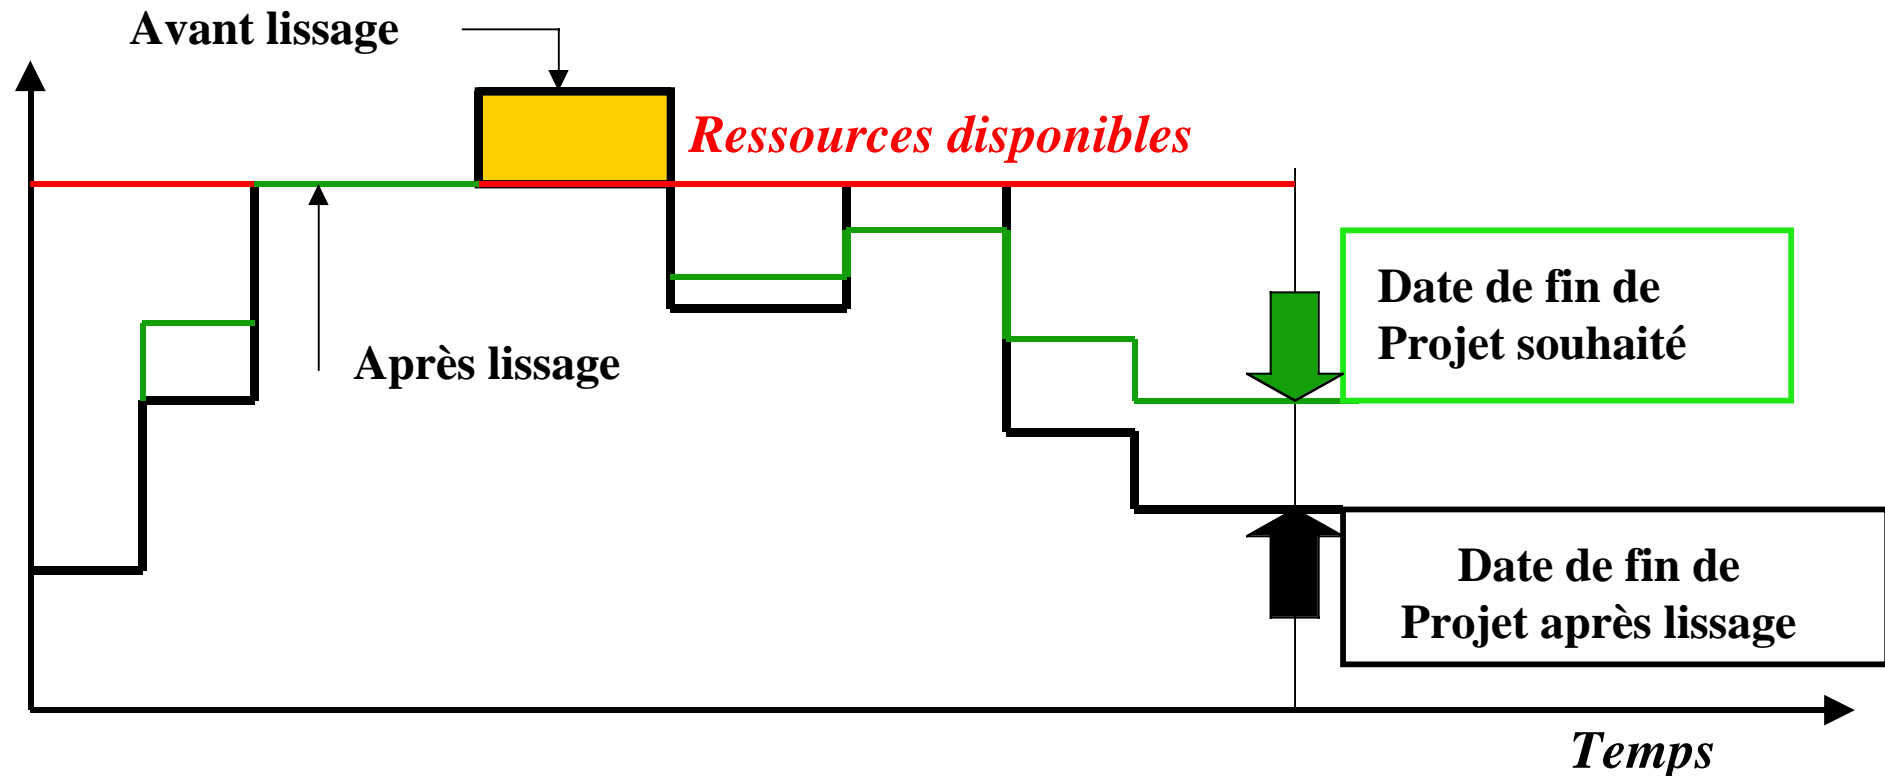 Avant lissage
Ressources disponibles
Date de fin de
Projet souhaité
Après lissage
Date de fin de
Projet après lissage
Temps